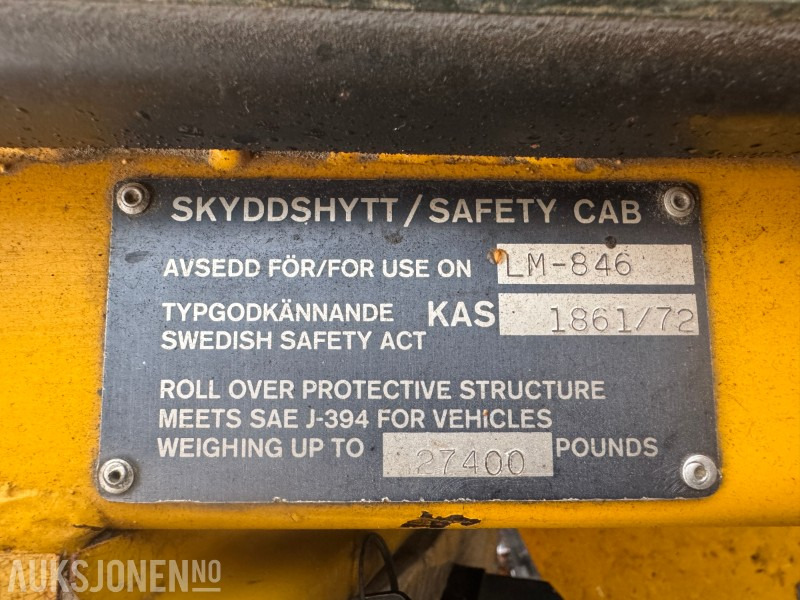 SKYDDSHYTT/SAFETY CAB
AVSEDD FÖR/FOR USE ON LM-846
TYPGODKÄNNANDE KAS 1861/72
SWEDISH SAFETY ACT
ROLL OVER PROTECTIVE STRUCTURE
MEETS SAE J-394 FOR VEHICLES
WEIGHING UP TO 27400 POUNDS
AUKSJONEN.NO